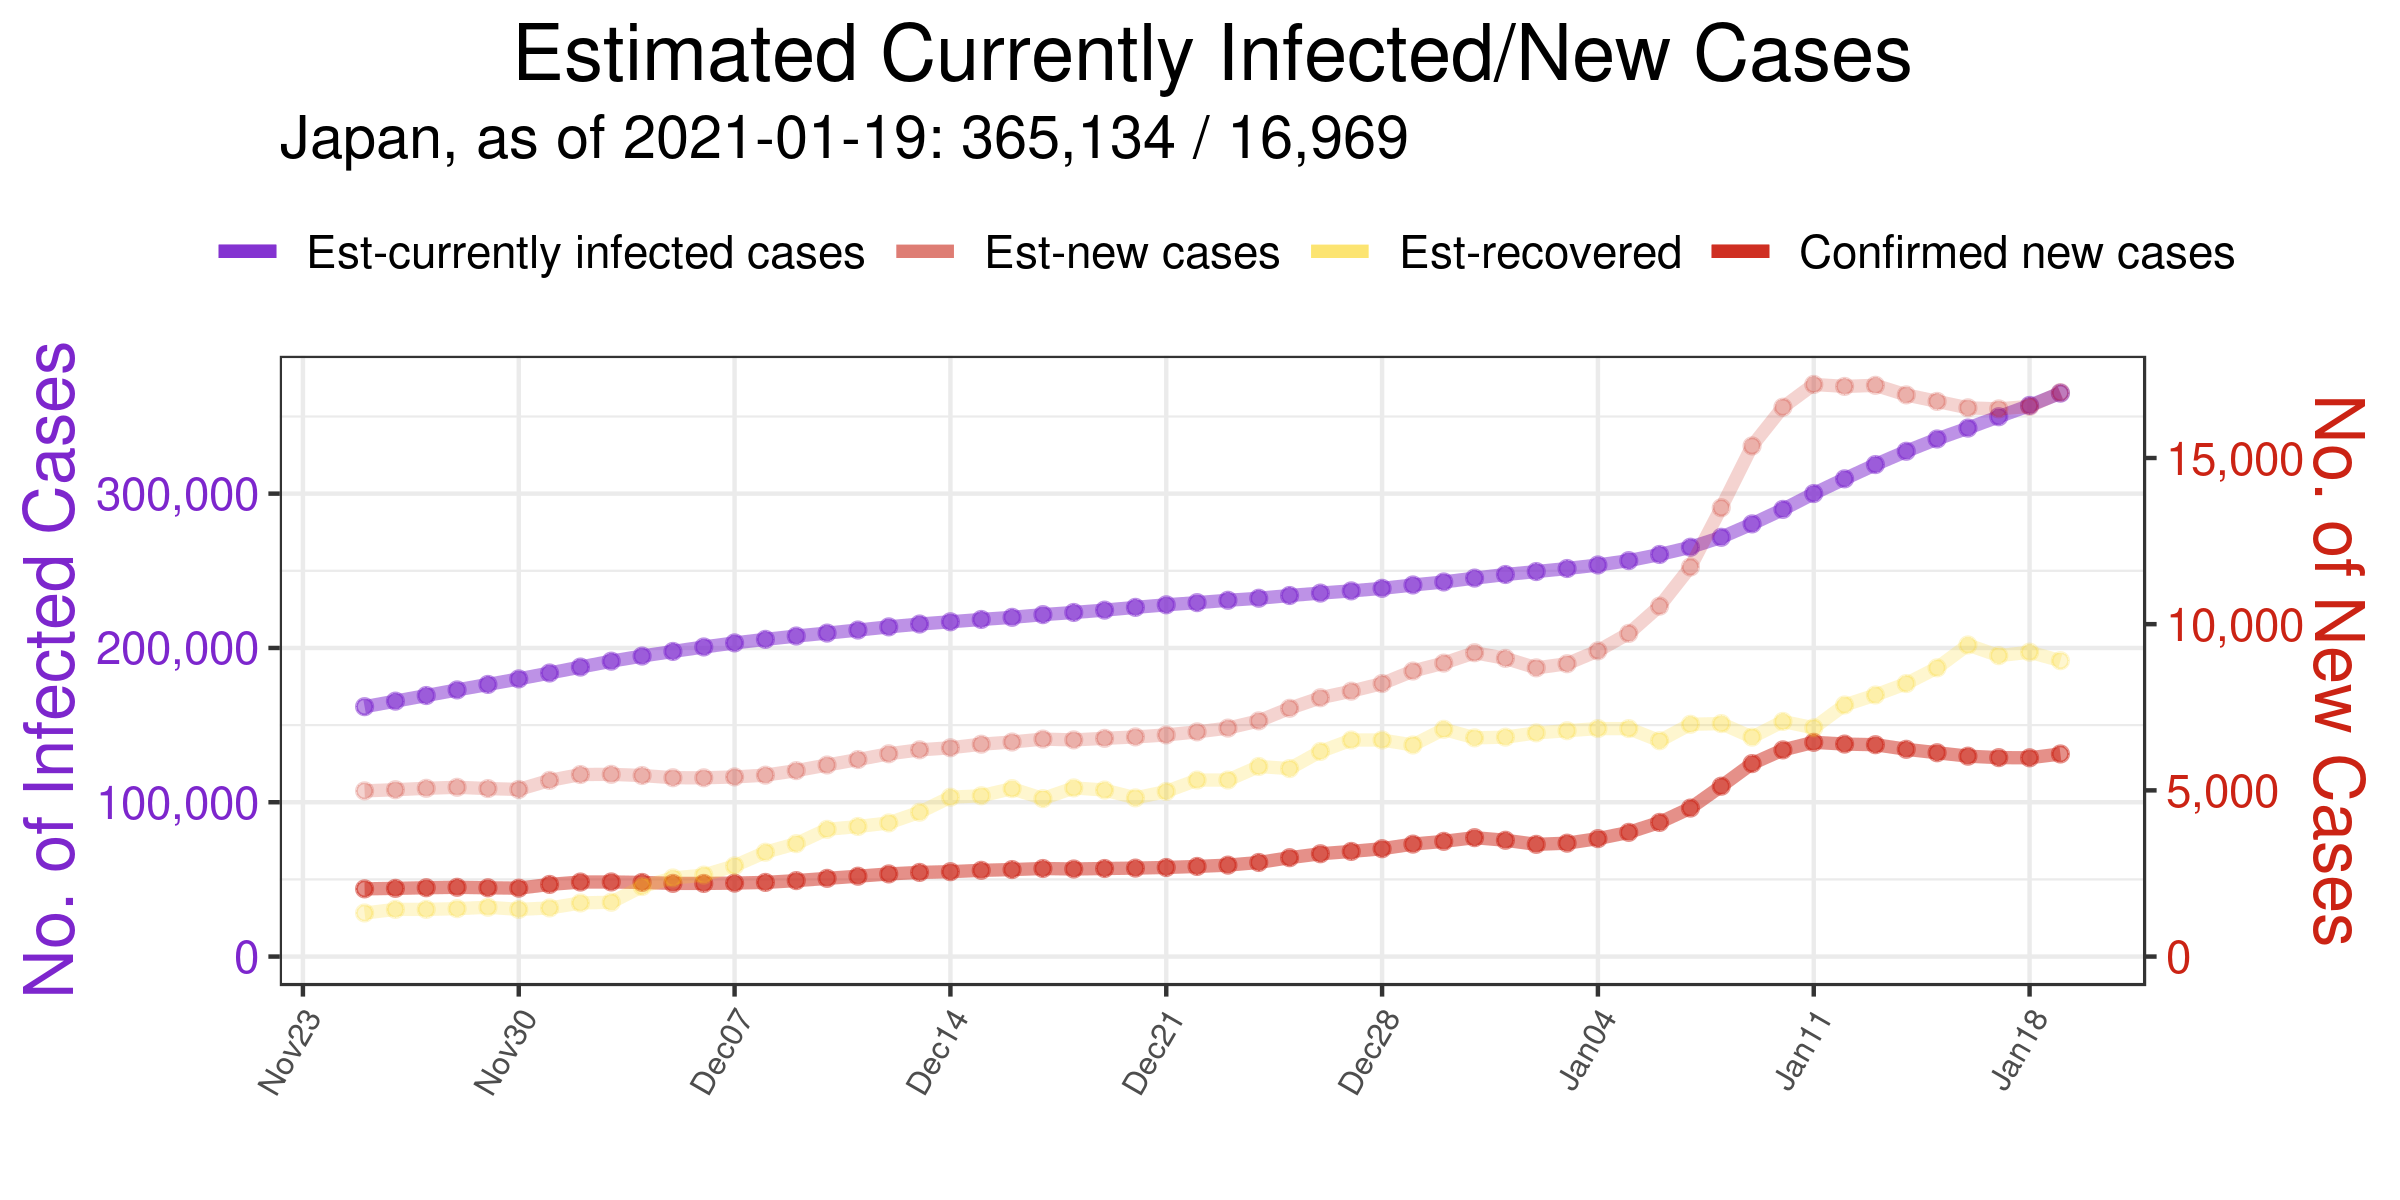 Estimated Currently Infected/New Cases
Japan, as of 2021-01-19: 365,134 / 16,969
Est-currently infected cases Est-new cases Est-recovered Confirmed new cases
No. of Infected Cases
300,000
200,000
100,000
0
15,000
10,000
5,000
0
No. of New Cases
Nov23 Nov30 Dec07 Dec14 Dec21 Dec28 Jan04 Jan11 Jan18